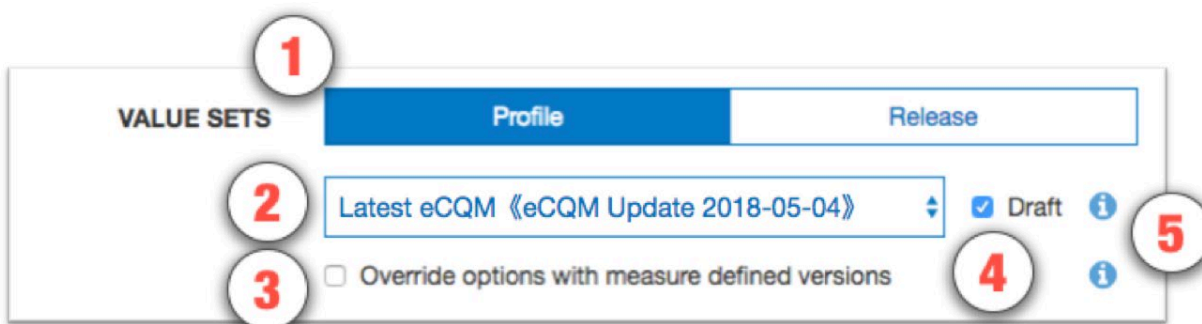 1
VALUE SETS Profile Release
2 Latest eCQM 《eCQM Update 2018-05-04》 Draft i 5
3 Override options with measure defined versions 4 i